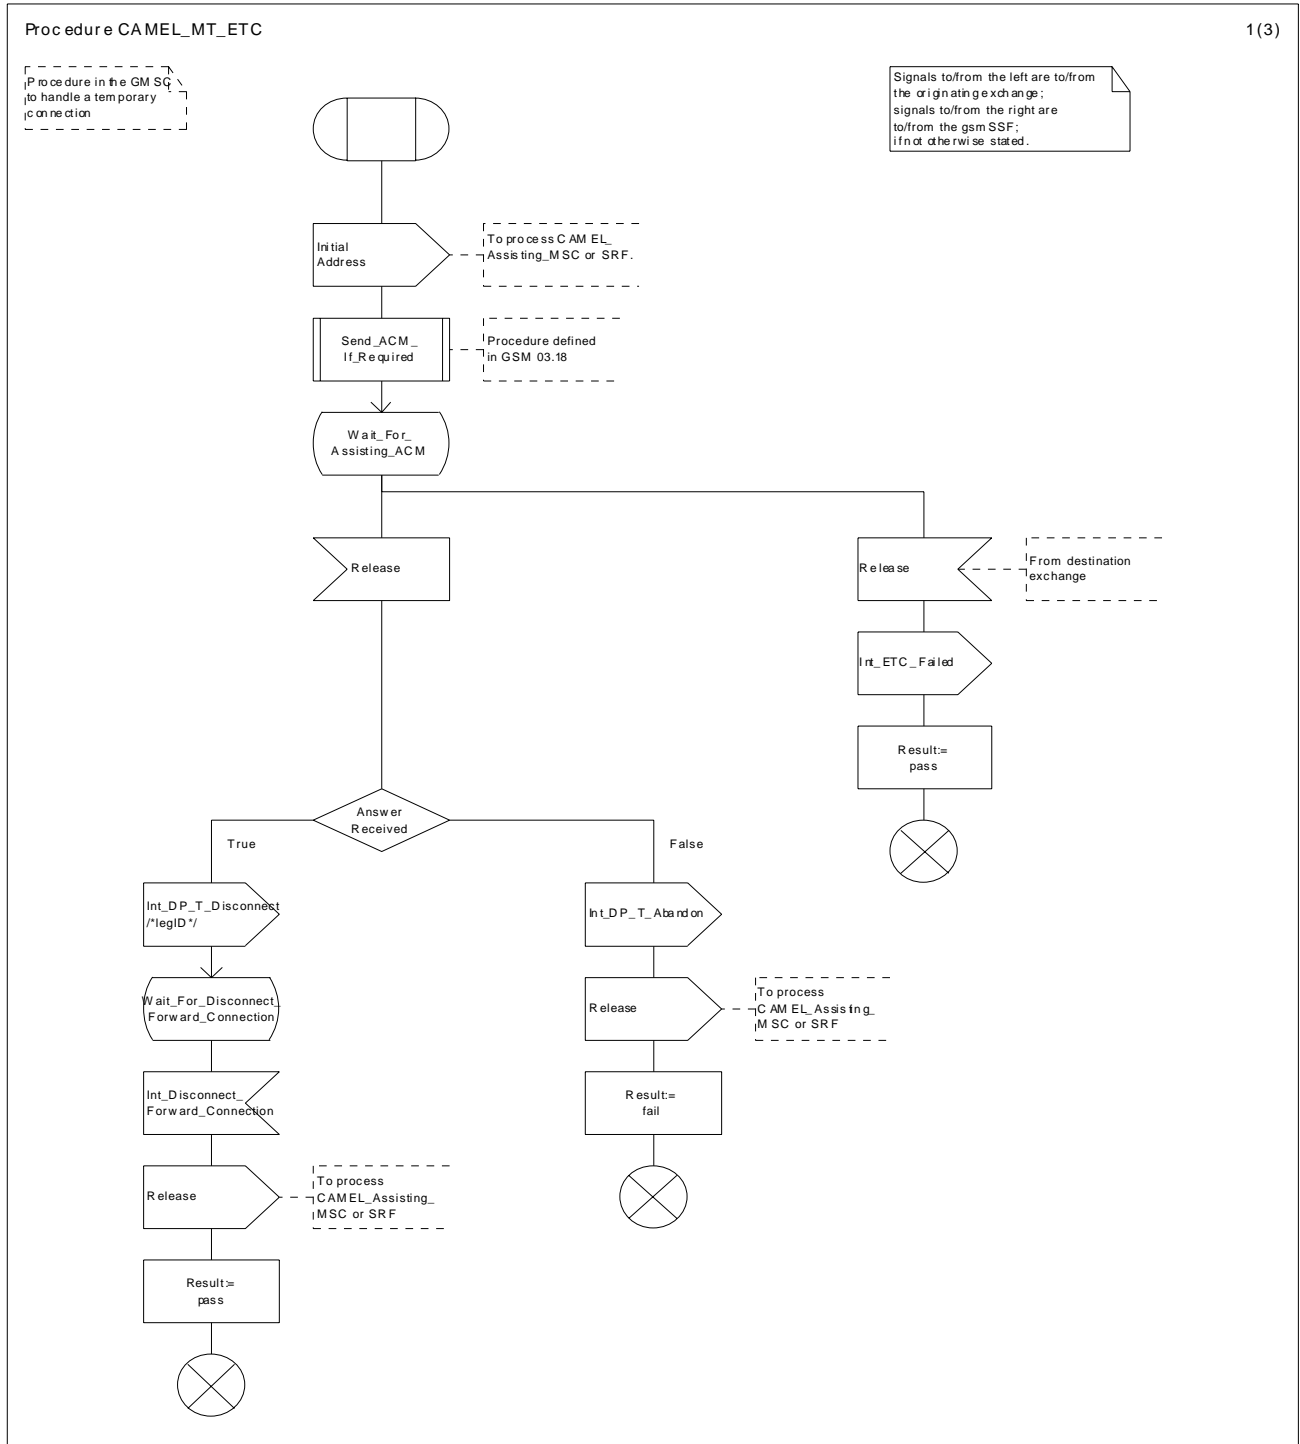 Procedure CAMEL_MT_ETC
1(3)
Procedure in the GMSC
to handle a temporary
connection
Signals to/from the left are to/from
the originating exchange;
signals to/from the right are
to/from the gsmSSF;
if not otherwise stated.
Initial
Address
To process CAMEL_
Assisting_MSC or SRF.
Send_ACM_
If_Required
Procedure defined
in GSM 03.18
Wait_For_
Assisting_ACM
Release
Release
From destination
exchange
Int_ETC_Failed
Result:=
pass
Answer
Received
True
False
Int_DP_T_Disconnect
/*legID*/
Int_DP_T_Abandon
Wait_For_Disconnect_
Forward_Connection
Release
To process
CAMEL_Assisting_
MSC or SRF
Int_Disconnect_
Forward_Connection
Result:=
fail
Release
To process
CAMEL_Assisting_
MSC or SRF
Result:=
pass